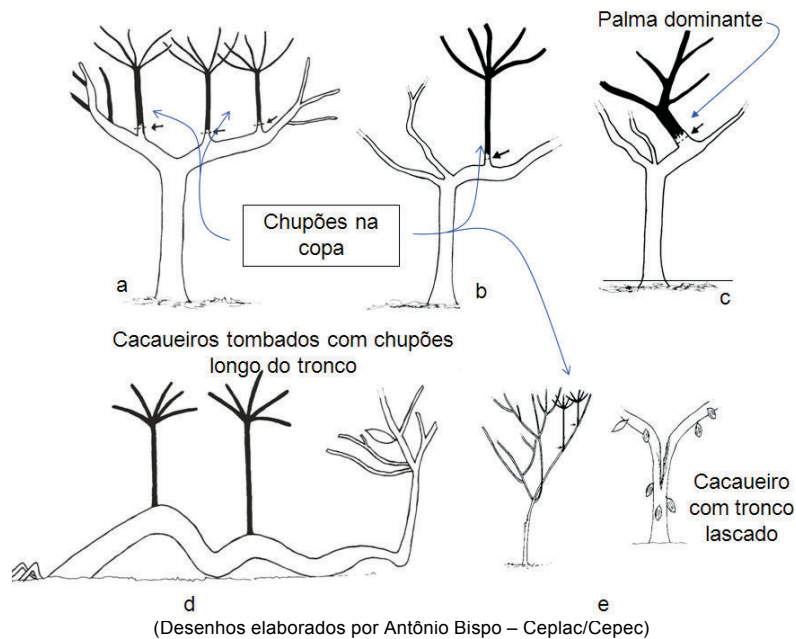 Palma dominante
Chupões na
copa
a
b
c
Cacaueiros tombados com chupões
longo do tronco
Cacaueiro
com tronco
lascado
d
e
(Desenhos elaborados por Antônio Bispo – Ceplac/Cepec)